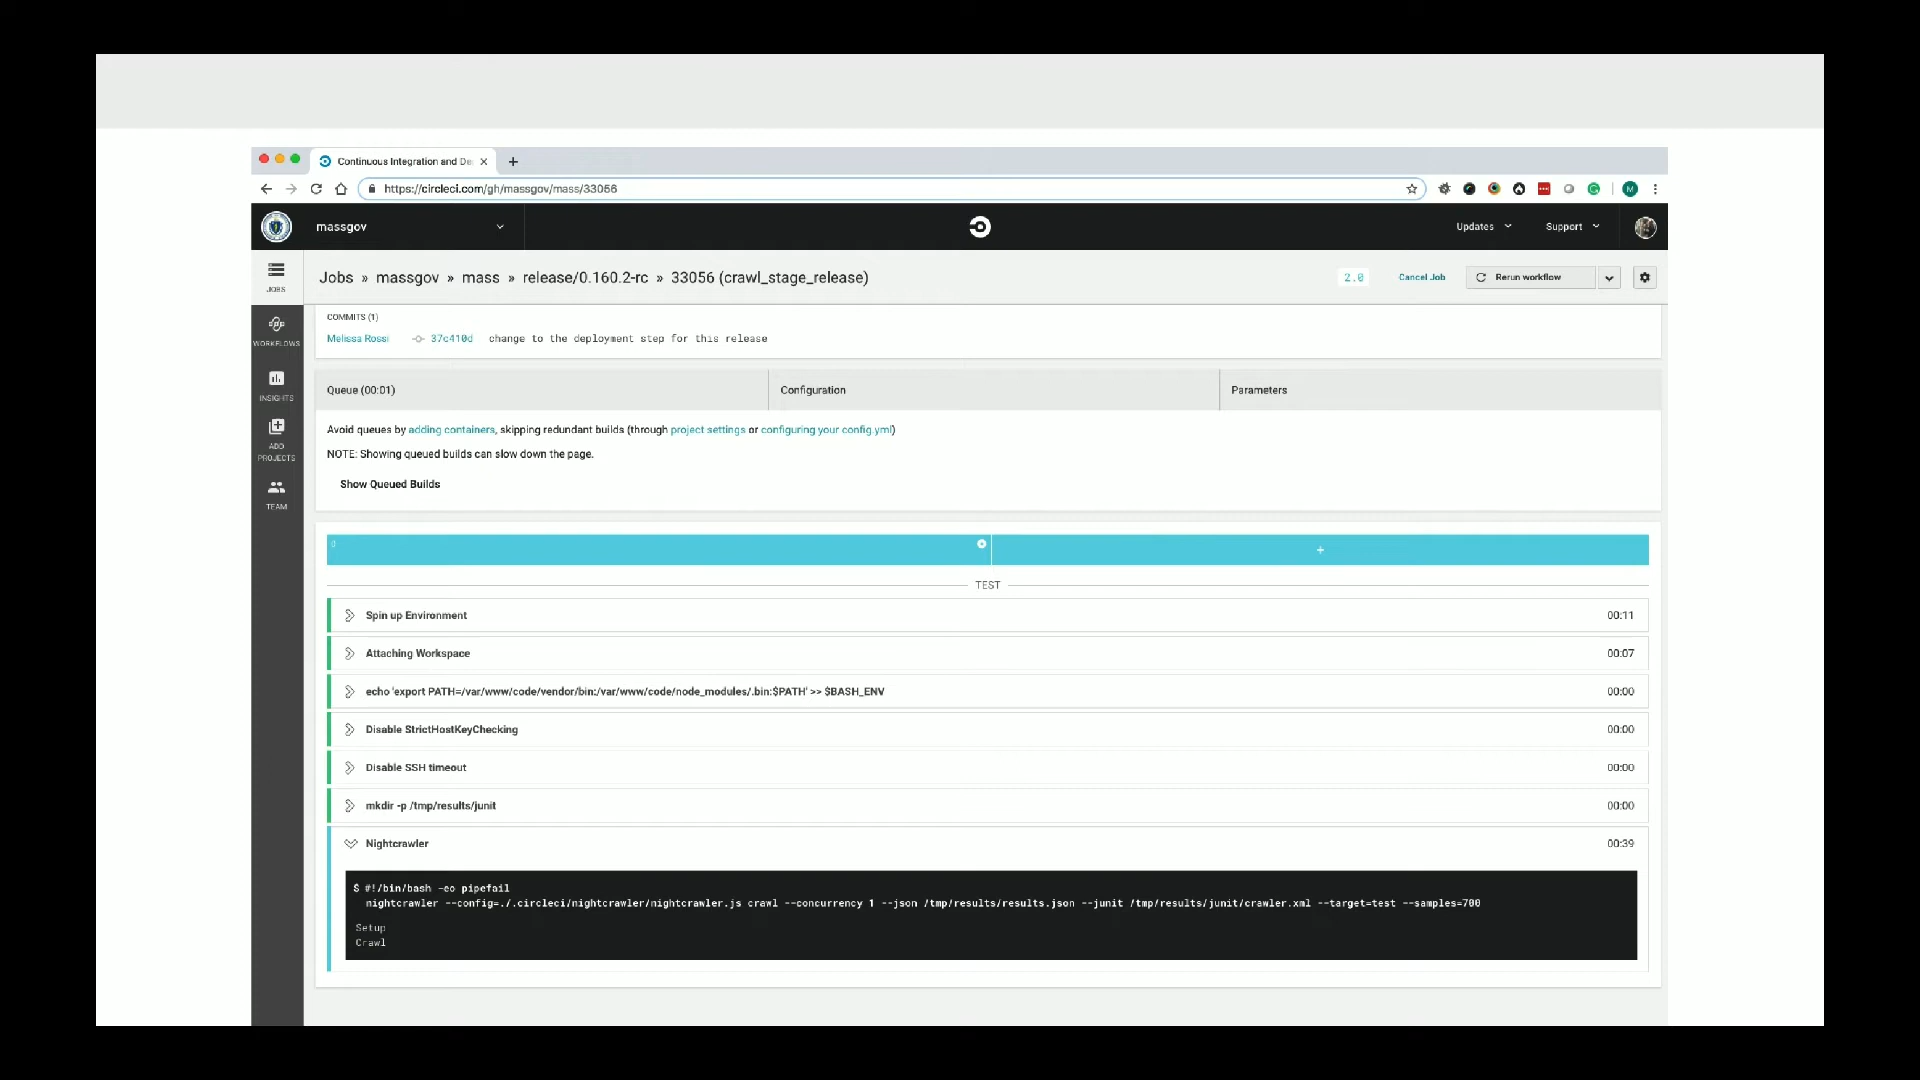 Continuous Integration and De
https://circleci.com/gh/massgov/mass/33056
M
massgov
Updates
Support
JOBS
Jobs » massgov » mass » release/0.160.2-rc » 33056 (crawl_stage_release)
2.0
Cancel Job
Rerun workflow
WORKFLOWS
INSIGHTS
ADD
PROJECTS
TEAM
COMMITS (1)
Melissa Rossi 37c410d change to the deployment step for this release
Queue (00:01)
Configuration
Parameters
Avoid queues by adding containers, skipping redundant builds (through project settings or configuring your config.yml)
NOTE: Showing queued builds can slow down the page.
Show Queued Builds
+
TEST
Spin up Environment 00:11
Attaching Workspace 00:07
echo 'export PATH=/var/www/code/vendor/bin:/var/www/code/node_modules/.bin:$PATH' >> $BASH_ENV 00:00
Disable StrictHostKeyChecking 00:00
Disable SSH timeout 00:00
mkdir -p /tmp/results/junit 00:00
Nightcrawler 00:39
$ #!/bin/bash -eo pipefail
nightcrawler --config=./.circleci/nightcrawler/nightcrawler.js crawl --concurrency 1 --json /tmp/results/results.json --junit /tmp/results/junit/crawler.xml --target=test --samples=700
Setup
Crawl